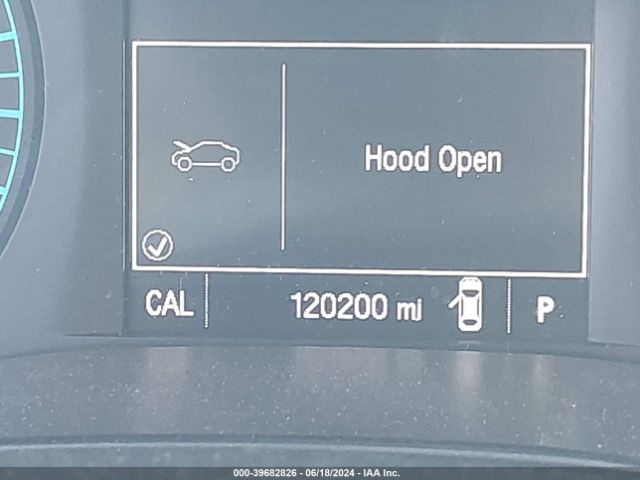 Hood Open
CAL 120200 mi P
000-39682826 - 06/18/2024 - IAA Inc.